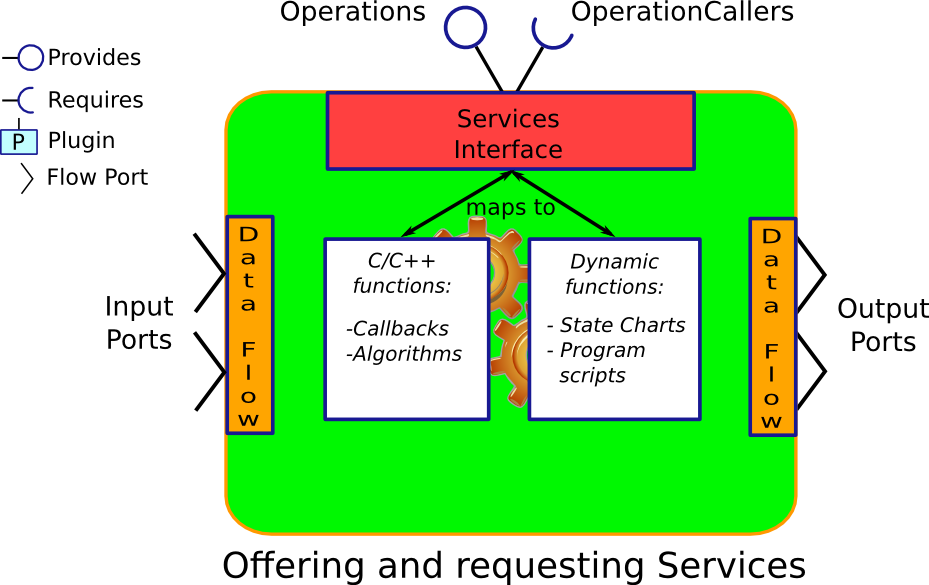 Operations
OperationCallers
Provides
Requires
P
Plugin
Flow Port
Services
Interface
maps to
Data Flow
C/C++
functions:
-Callbacks
-Algorithms
Dynamic
functions:
- State Charts
- Program
scripts
Data Flow
Input
Ports
Output
Ports
Offering and requesting Services